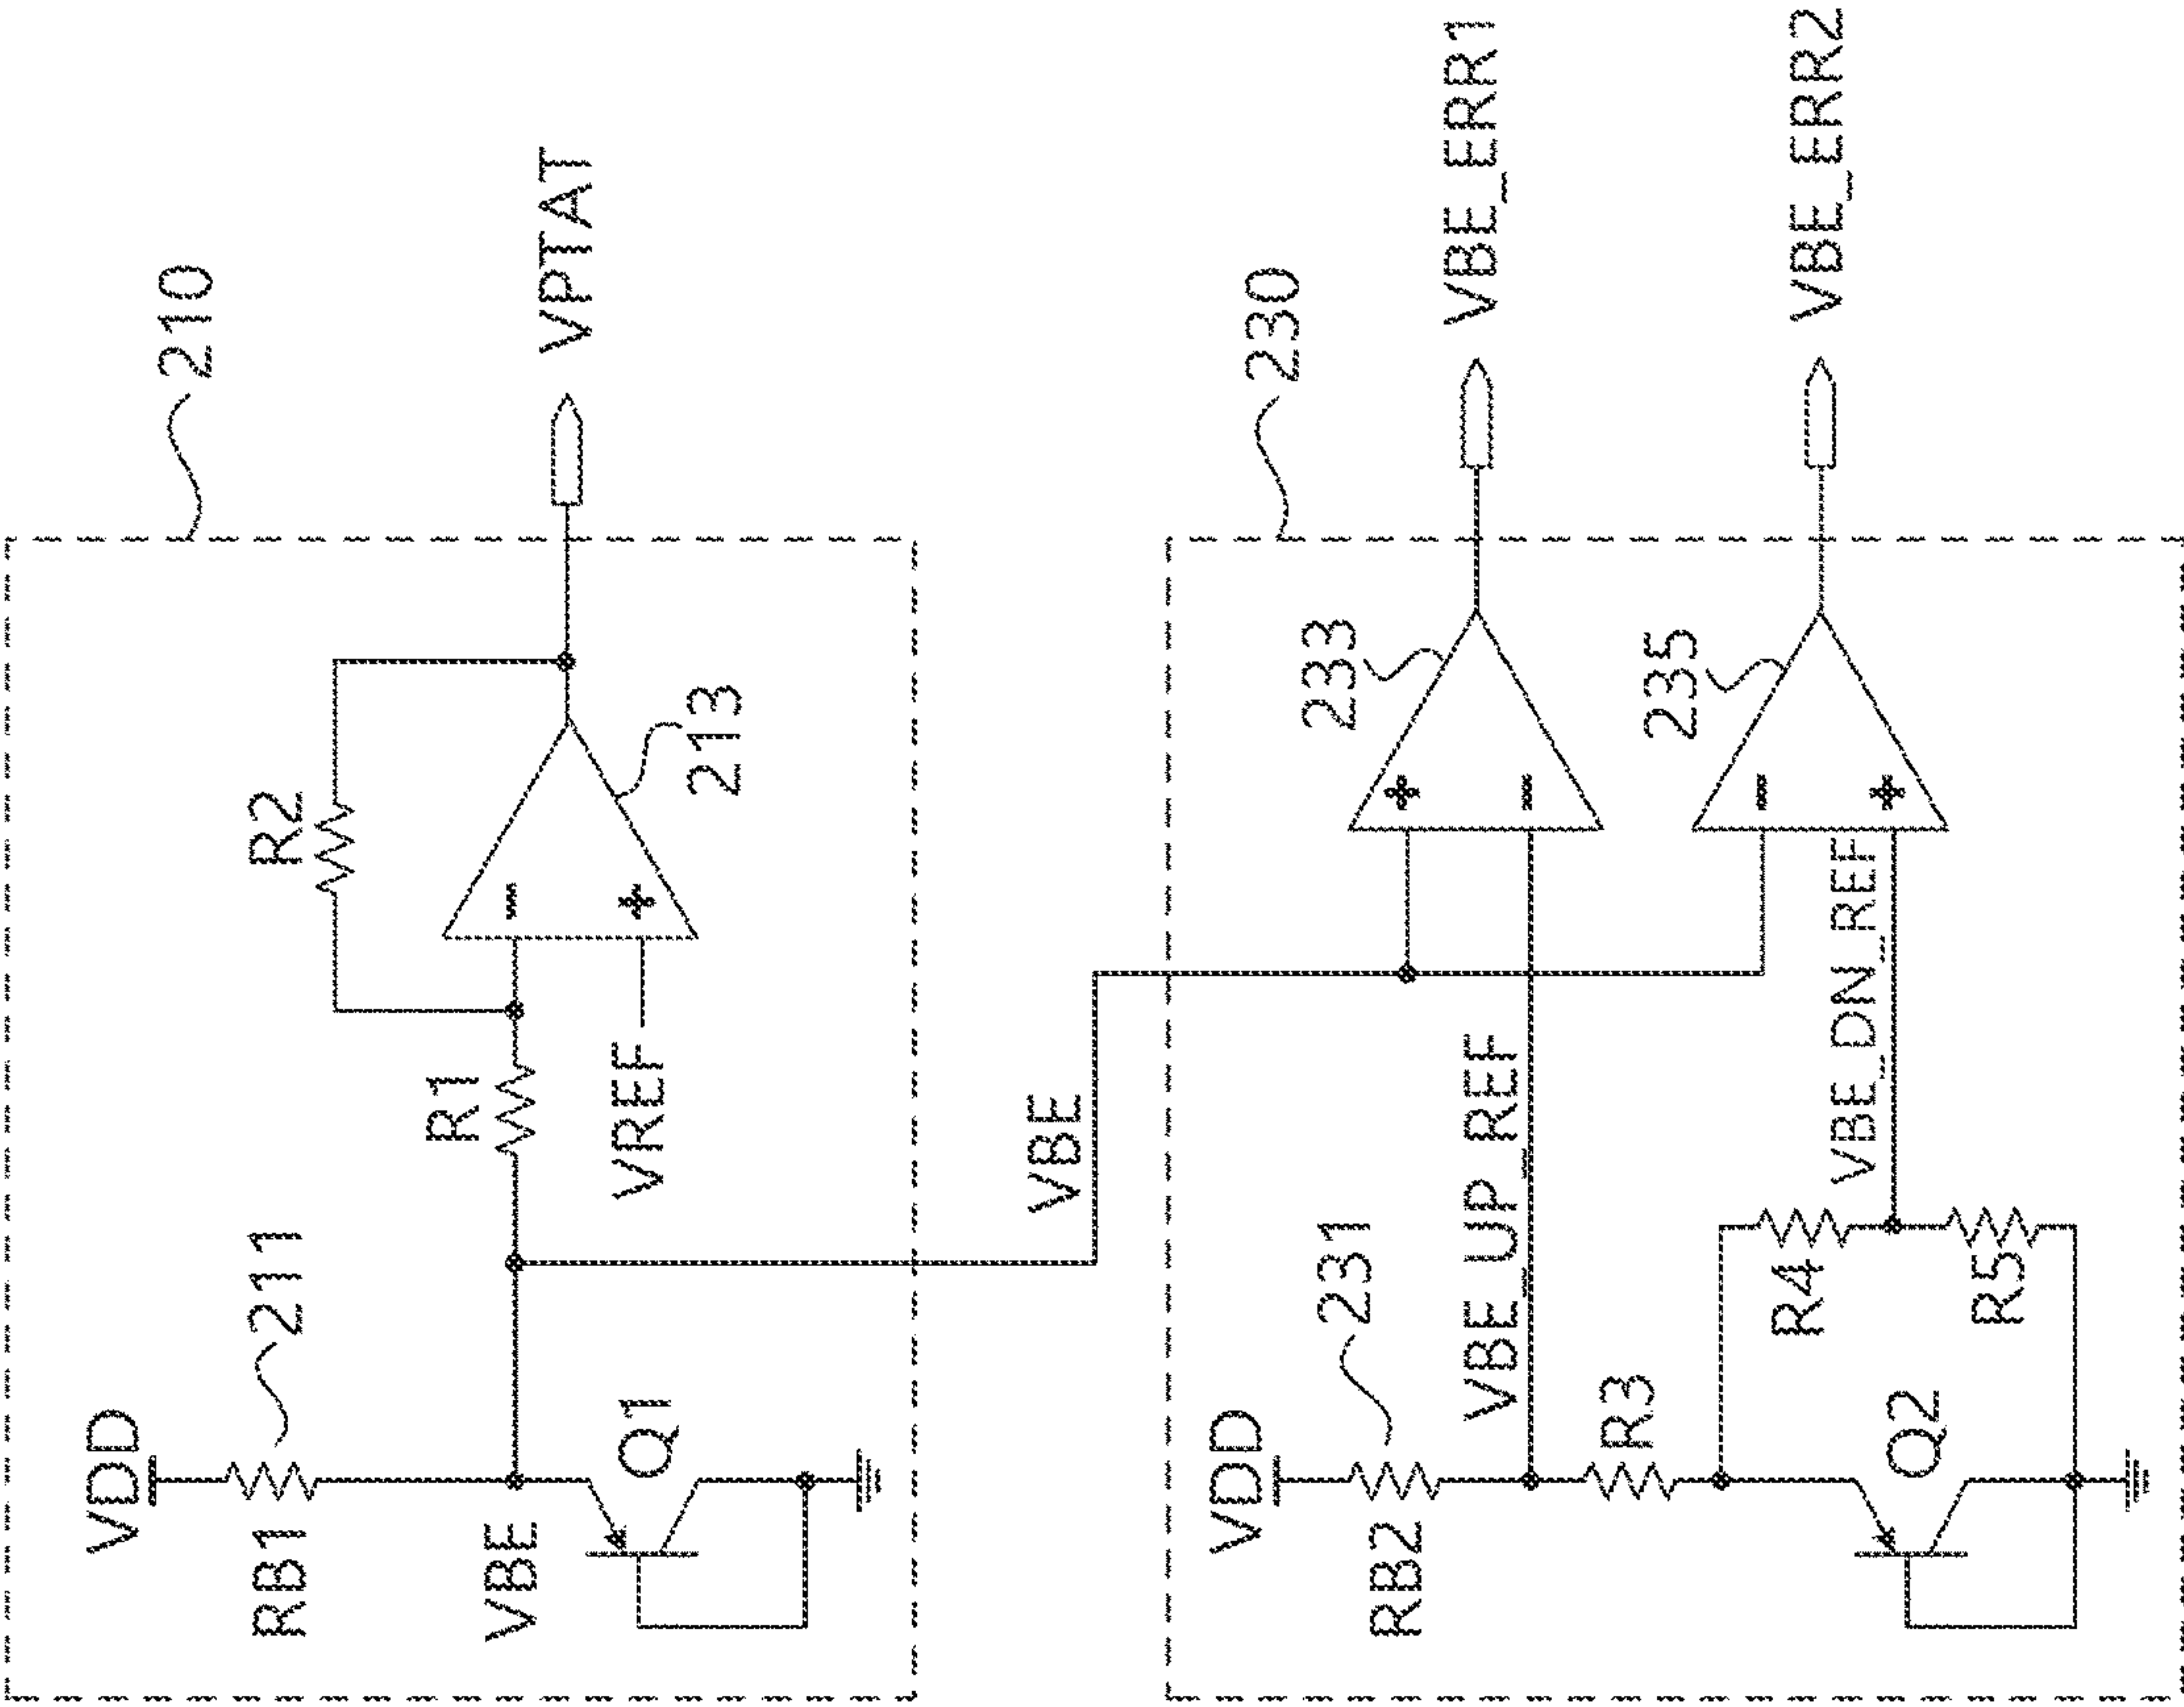 210
VDD
RB1
211
R2
VPTAT
VBE
R1
−
213
VREF
+
Q1
VBE
230
VDD
231
RB2
233
VBE_ERR1
+
−
VBE_UP_REF
R3
235
VBE_ERR2
−
+
VBE_DN_REF
R4
R5
Q2